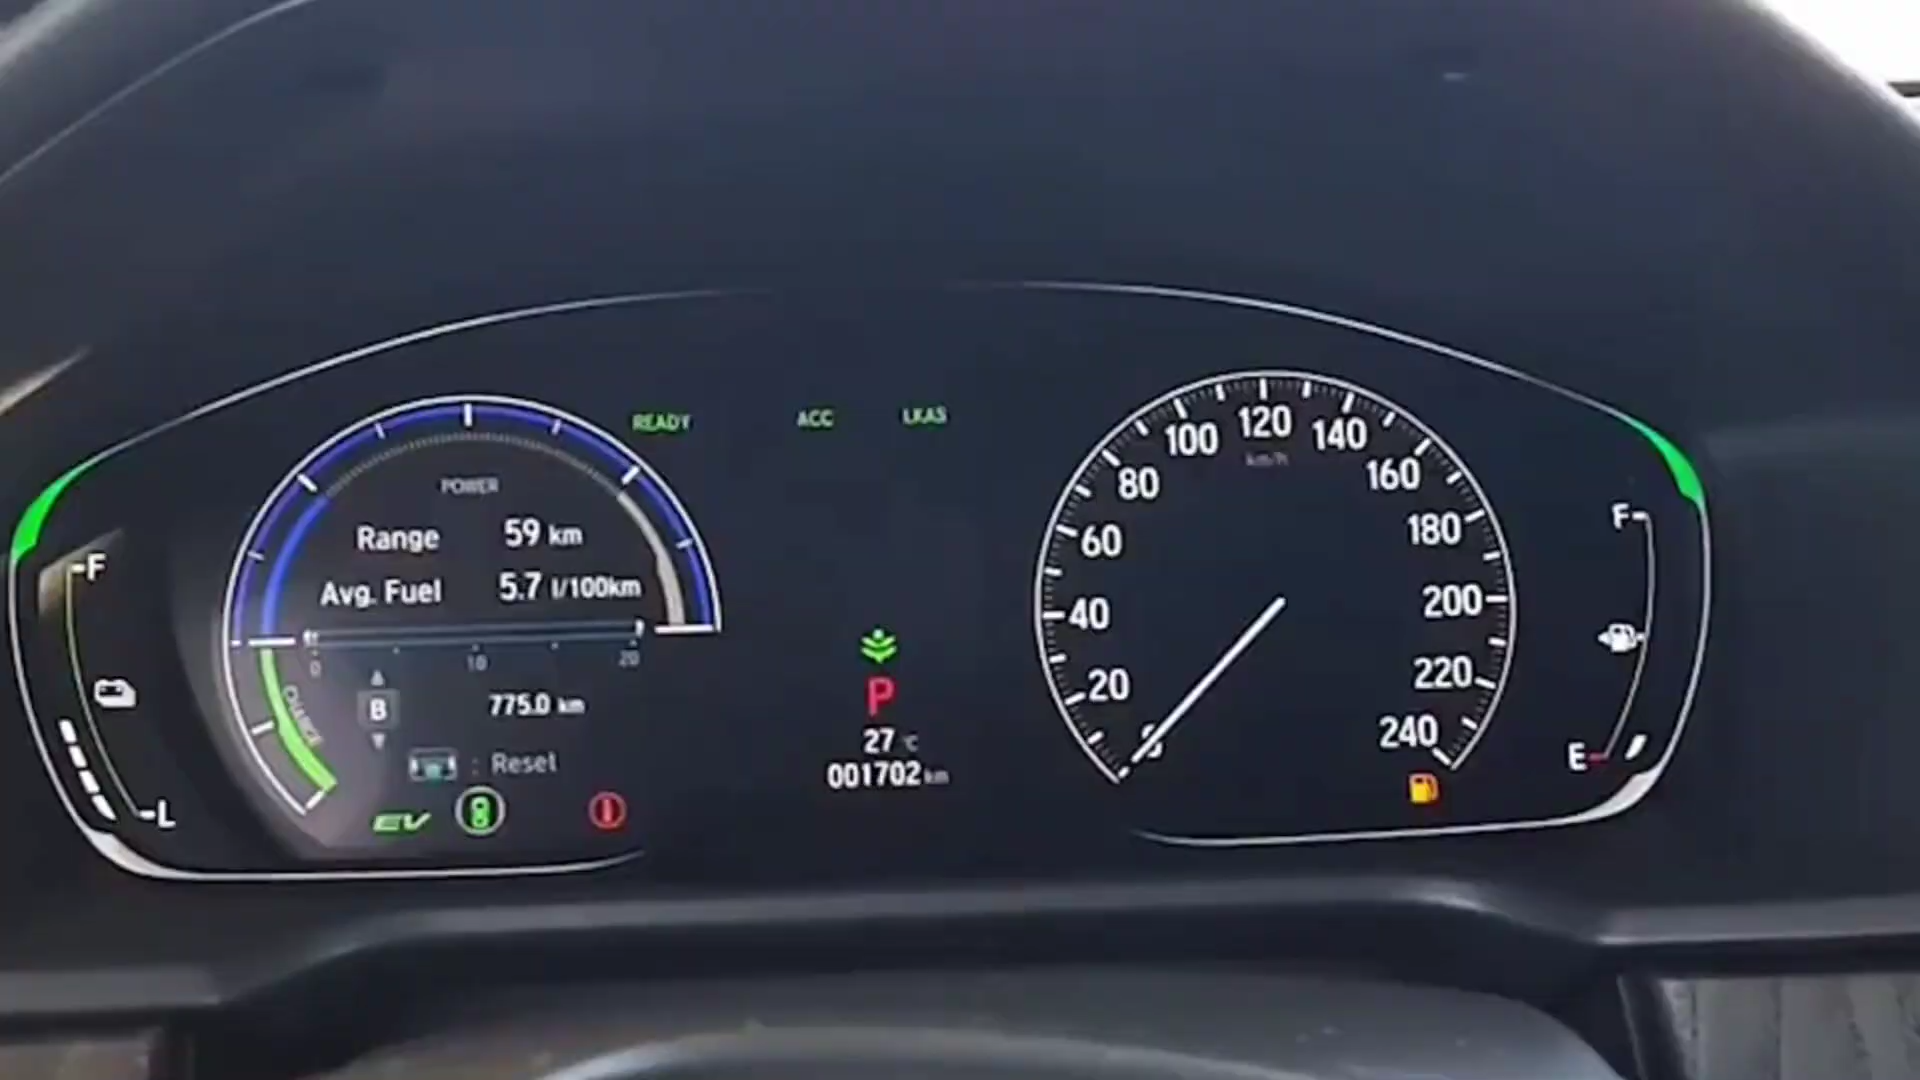 READY ACC LKAS
POWER
Range 59 km
Avg. Fuel 5.7 l/100km
0 10 20
B 775.0 km
: Reset
CHARGE
EV
F
L
P
27 °C
001702 km
20
40
60
80
100
120
140
160
180
200
220
240
km/h
F
E